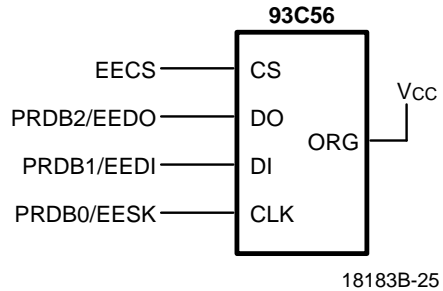 93C56
EECS CS
VCC
PRDB2/EEDO DO
ORG
PRDB1/EEDI DI
PRDB0/EESK CLK
18183B-25